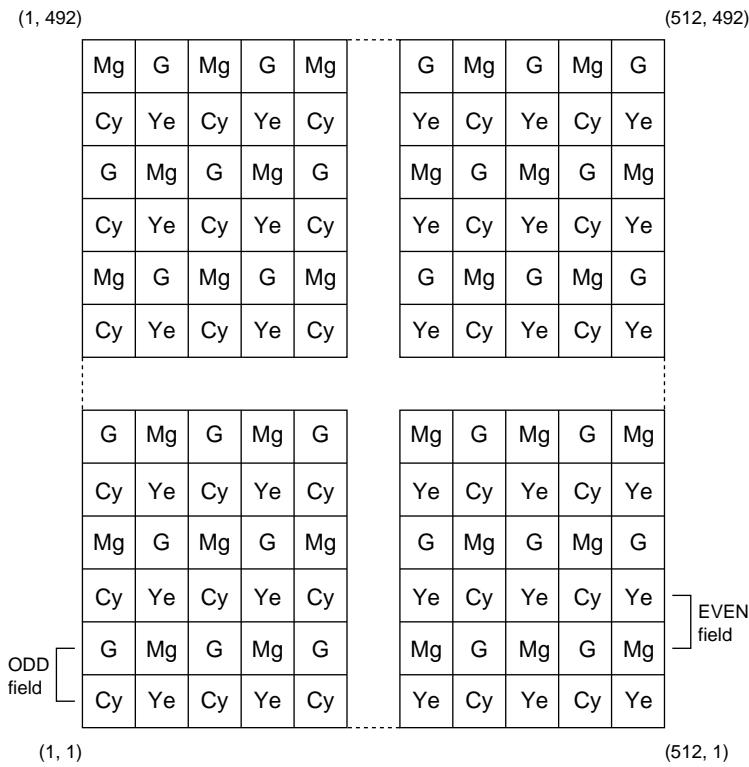 (1, 492) (512, 492)
Mg G Mg G Mg G Mg G Mg G
Cy Ye Cy Ye Cy Ye Cy Ye Cy Ye
G Mg G Mg G Mg G Mg G Mg
Cy Ye Cy Ye Cy Ye Cy Ye Cy Ye
Mg G Mg G Mg G Mg G Mg G
Cy Ye Cy Ye Cy Ye Cy Ye Cy Ye
G Mg G Mg G Mg G Mg G Mg
Cy Ye Cy Ye Cy Ye Cy Ye Cy Ye
Mg G Mg G Mg G Mg G Mg G
Cy Ye Cy Ye Cy Ye Cy Ye Cy Ye
EVEN
field
G Mg G Mg G Mg G Mg G Mg
ODD
field
Cy Ye Cy Ye Cy Ye Cy Ye Cy Ye
(1, 1) (512, 1)